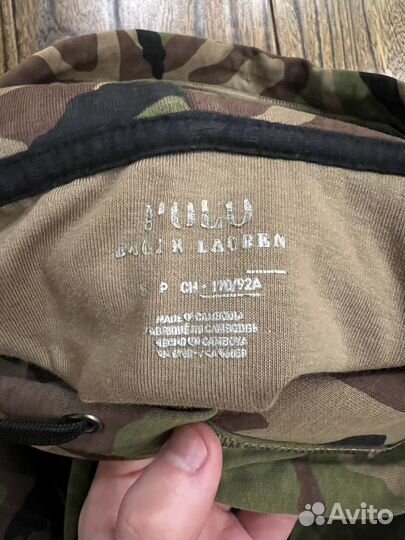 POLO
RALPH LAUREN
S P CH - 170/92A
MADE IN CAMBODIA
FABRIQUÉ AU CAMBODGE
HECHO EN CAMBOYA
Avito